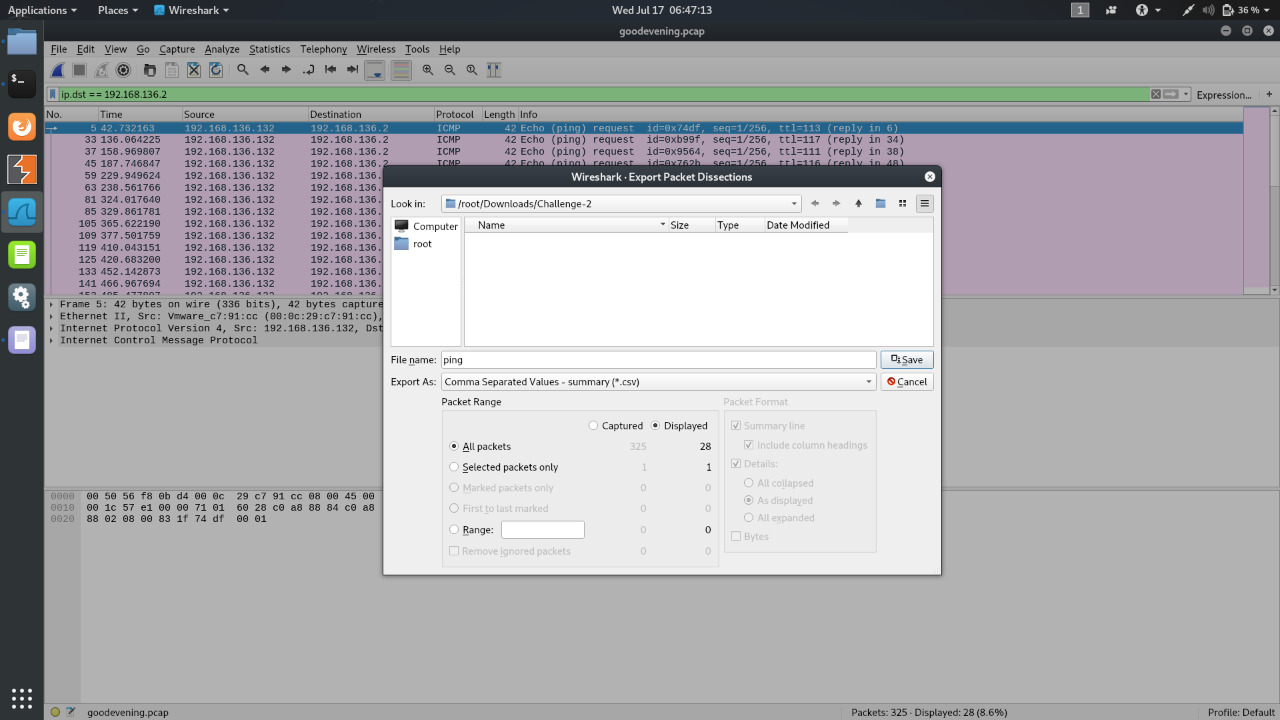 Applications Places Wireshark Wed Jul 17 06:47:13 1 36 %
goodevening.pcap
File Edit View Go Capture Analyze Statistics Telephony Wireless Tools Help
ip.dst == 192.168.136.2 Expression... +
No. Time Source Destination Protocol Length Info
5 42.732163 192.168.136.132 192.168.136.2 ICMP 42 Echo (ping) request id=0x74df, seq=1/256, ttl=113 (reply in 6)
33 136.064225 192.168.136.132 192.168.136.2 ICMP 42 Echo (ping) request id=0xb99f, seq=1/256, ttl=117 (reply in 34)
37 158.969807 192.168.136.132 192.168.136.2 ICMP 42 Echo (ping) request id=0x9564, seq=1/256, ttl=111 (reply in 38)
45 187.746847 192.168.136.132 192.168.136.2 ICMP 42 Echo (ping) request id=0x762b, seq=1/256, ttl=116 (reply in 48)
59 229.949624 192.168.136.132 192.168.136.
63 238.561766 192.168.136.132 192.168.136.
81 324.017640 192.168.136.132 192.168.136.
85 329.861781 192.168.136.132 192.168.136.
105 365.622190 192.168.136.132 192.168.136.
109 377.501759 192.168.136.132 192.168.136.
119 410.043151 192.168.136.132 192.168.136.
125 420.683200 192.168.136.132 192.168.136.
133 452.142873 192.168.136.132 192.168.136.
141 466.967694 192.168.136.132 192.168.136.
Frame 5: 42 bytes on wire (336 bits), 42 bytes capture
Ethernet II, Src: Vmware_c7:91:cc (00:0c:29:c7:91:cc),
Internet Protocol Version 4, Src: 192.168.136.132, Dst
Internet Control Message Protocol
0000 00 50 56 f8 0b d4 00 0c 29 c7 91 cc 08 00 45 00
0010 00 1c 57 e1 00 00 71 01 60 28 c0 a8 88 84 c0 a8
0020 88 02 08 00 83 1f 74 df 00 01
Wireshark · Export Packet Dissections
Look in: /root/Downloads/Challenge-2
Computer
root
Name Size Type Date Modified
File name: ping Save
Export As: Comma Separated Values - summary (*.csv) Cancel
Packet Range
Captured Displayed
All packets 325 28
Selected packets only 1 1
Marked packets only 0 0
First to last marked 0 0
Range: 0 0
Remove ignored packets 0 0
Packet Format
Summary line
Include column headings
Details:
All collapsed
As displayed
All expanded
Bytes
goodevening.pcap Packets: 325 · Displayed: 28 (8.6%) Profile: Default